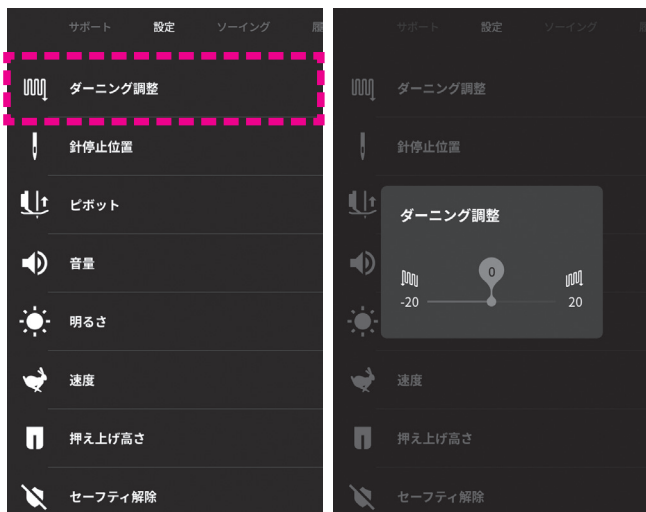 サポート 設定 ソーイング 履
ダーニング調整
針停止位置
ピボット
音量
明るさ
速度
押え上げ高さ
セーフティ解除
サポート 設定 ソーイング
ダーニング調整
針停止位置
ダーニング調整
0
-20 20
速度
押え上げ高さ
セーフティ解除